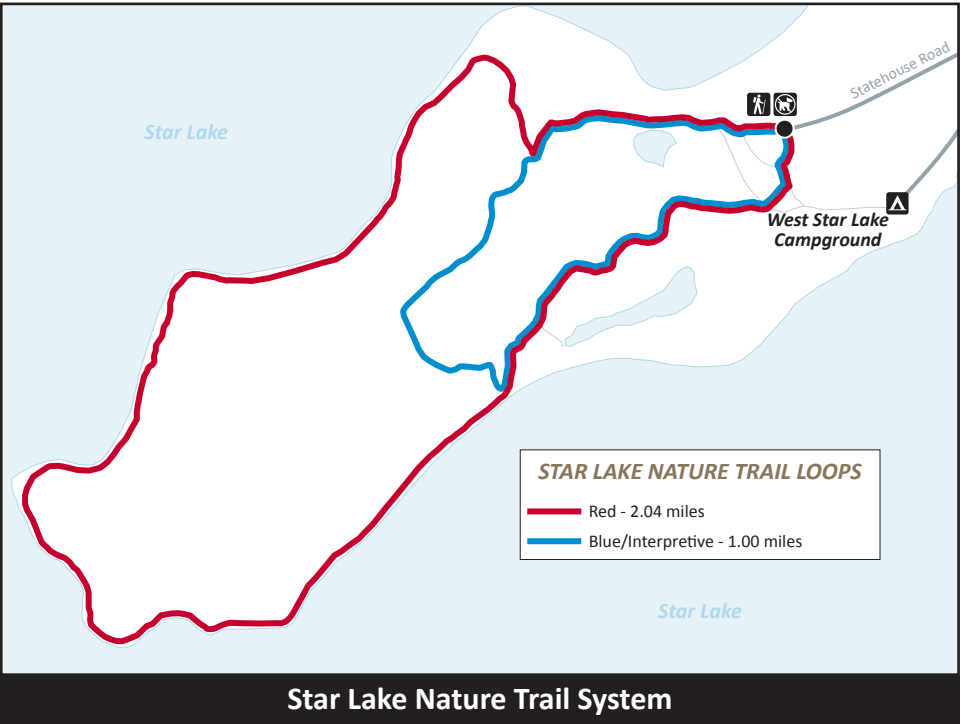 Statehouse Road
Star Lake
West Star Lake
Campground
STAR LAKE NATURE TRAIL LOOPS
Red - 2.04 miles
Blue/Interpretive - 1.00 miles
Star Lake
Star Lake Nature Trail System